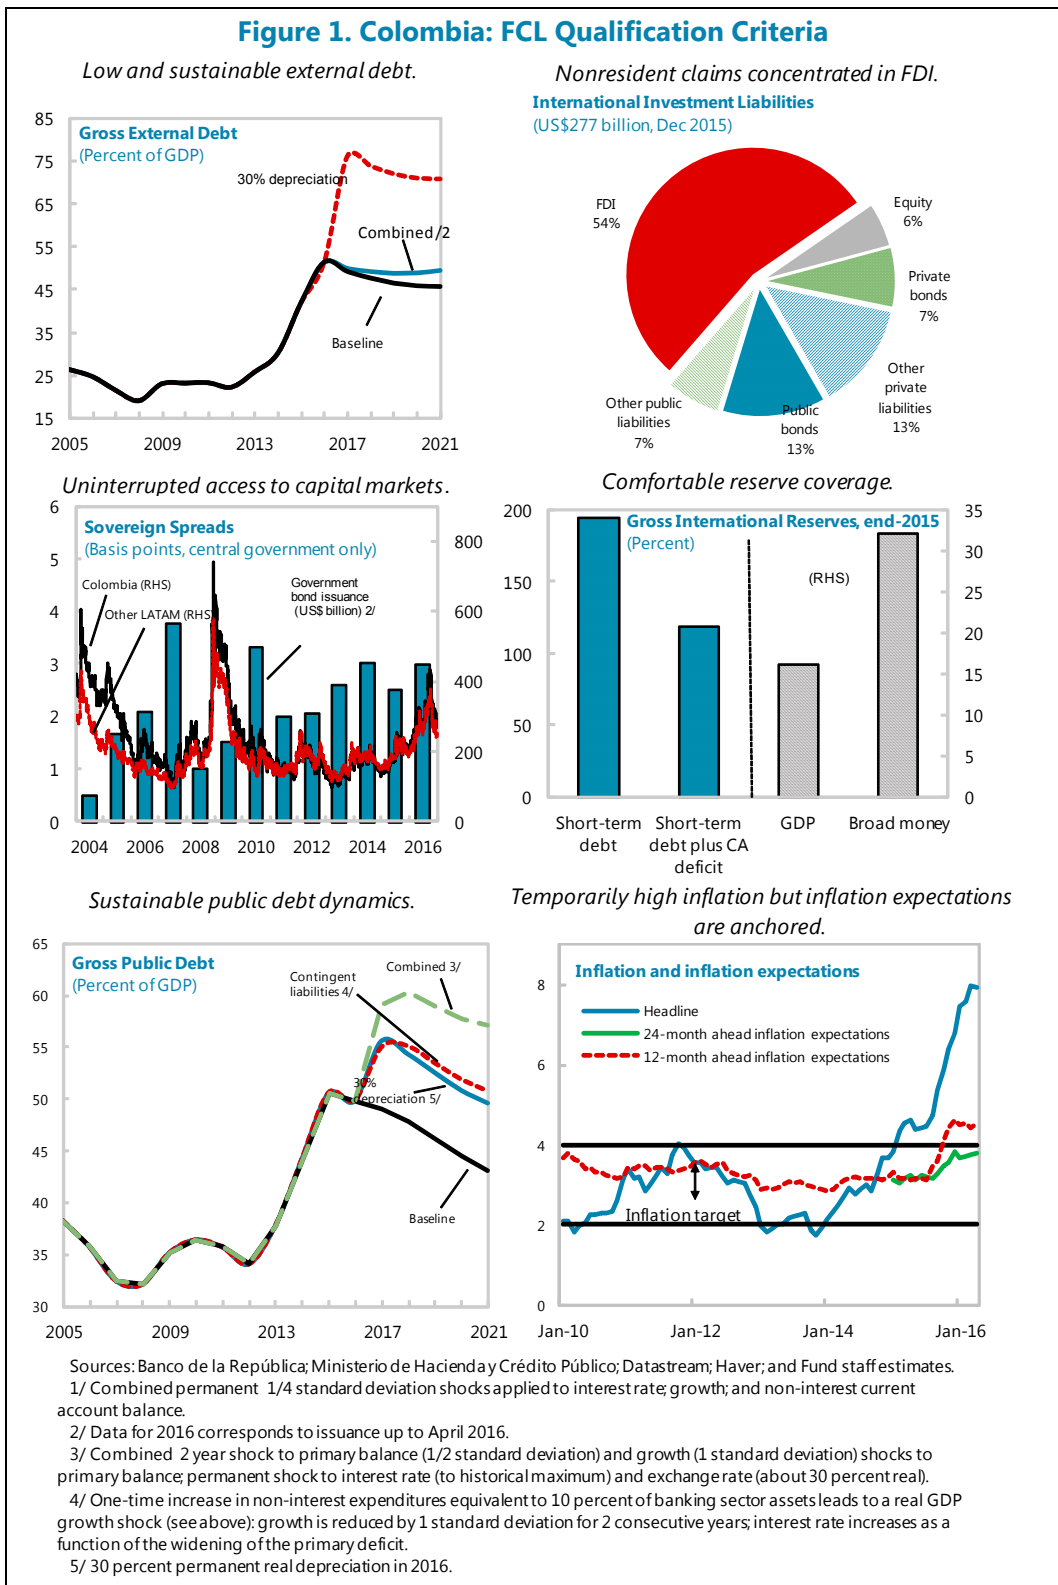 Figure 1. Colombia: FCL Qualification Criteria
Low and sustainable external debt.
Gross External Debt
(Percent of GDP)
85
75
65
55
45
35
25
15
30% depreciation
Combined /2
Baseline
2005 2009 2013 2017 2021
Nonresident claims concentrated in FDI.
International Investment Liabilities
(US$277 billion, Dec 2015)
FDI
54%
Equity
6%
Private
bonds
7%
Other
private
liabilities
13%
Public
bonds
13%
Other public
liabilities
7%
Uninterrupted access to capital markets.
Sovereign Spreads
(Basis points, central government only)
6
5
4
3
2
1
0
800
600
400
200
0
Colombia (RHS)
Other LATAM (RHS)
Government
bond issuance
(US$ billion) 2/
2004 2006 2008 2010 2012 2014 2016
Comfortable reserve coverage.
Gross International Reserves, end-2015
(Percent)
200
150
100
50
0
35
30
25
20
15
10
5
0
(RHS)
Short-term
debt
Short-term
debt plus CA
deficit
GDP
Broad money
Sustainable public debt dynamics.
Gross Public Debt
(Percent of GDP)
65
60
55
50
45
40
35
30
Contingent
liabilities 4/
Combined 3/
30%
depreciation 5/
Baseline
2005 2009 2013 2017 2021
Temporarily high inflation but inflation expectations
are anchored.
Inflation and inflation expectations
8
6
4
2
0
Headline
24-month ahead inflation expectations
12-month ahead inflation expectations
Inflation target
Jan-10 Jan-12 Jan-14 Jan-16
Sources: Banco de la República; Ministerio de Hacienda y Crédito Público; Datastream; Haver; and Fund staff estimates.
1/ Combined permanent 1/4 standard deviation shocks applied to interest rate; growth; and non-interest current
account balance.
2/ Data for 2016 corresponds to issuance up to April 2016.
3/ Combined 2 year shock to primary balance (1/2 standard deviation) and growth (1 standard deviation) shocks to
primary balance; permanent shock to interest rate (to historical maximum) and exchange rate (about 30 percent real).
4/ One-time increase in non-interest expenditures equivalent to 10 percent of banking sector assets leads to a real GDP
growth shock (see above): growth is reduced by 1 standard deviation for 2 consecutive years; interest rate increases as a
function of the widening of the primary deficit.
5/ 30 percent permanent real depreciation in 2016.